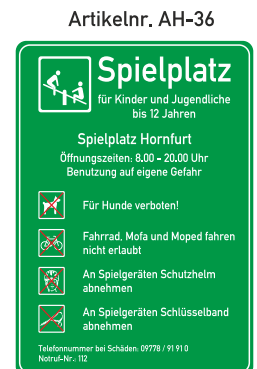 Artikelnr. AH-36
Spielplatz
für Kinder und Jugendliche
bis 12 Jahren
Spielplatz Hornfurt
Öffnungszeiten: 8.00 - 20.00 Uhr
Benutzung auf eigene Gefahr
Für Hunde verboten!
Fahrrad, Mofa und Moped fahren
nicht erlaubt
An Spielgeräten Schutzhelm
abnehmen
An Spielgeräten Schlüsselband
abnehmen
Telefonnummer bei Schäden: 09778 / 91 91 0
Notruf-Nr.: 112